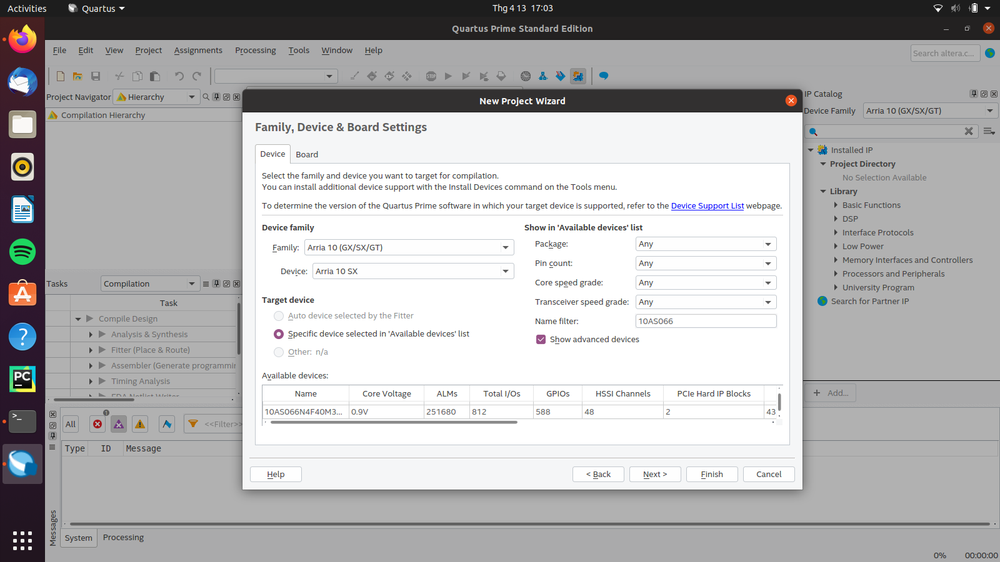 Activities
Quartus
Thg 4 13 17:03
Quartus Prime Standard Edition
File Edit View Project Assignments Processing Tools Window Help
Search altera.c...
Project Navigator
Hierarchy
Compilation Hierarchy
Tasks
Compilation
Task
Compile Design
Analysis & Synthesis
Fitter (Place & Route)
Assembler (Generate programmin
Timing Analysis
EDA Netlist Writer
New Project Wizard
Family, Device & Board Settings
Device Board
Select the family and device you want to target for compilation.
You can install additional device support with the Install Devices command on the Tools menu.
To determine the version of the Quartus Prime software in which your target device is supported, refer to the Device Support List webpage.
Device family
Family: Arria 10 (GX/SX/GT)
Device: Arria 10 SX
Target device
Auto device selected by the Fitter
Specific device selected in 'Available devices' list
Other: n/a
Show in 'Available devices' list
Package: Any
Pin count: Any
Core speed grade: Any
Transceiver speed grade: Any
Name filter: 10AS066
Show advanced devices
Available devices:
Name Core Voltage ALMs Total I/Os GPIOs HSSI Channels PCIe Hard IP Blocks
10AS066N4F40M3... 0.9V 251680 812 588 48 2 43
Help
< Back Next > Finish Cancel
IP Catalog
Device Family Arria 10 (GX/SX/GT)
Installed IP
Project Directory
No Selection Available
Library
Basic Functions
DSP
Interface Protocols
Low Power
Memory Interfaces and Controllers
Processors and Peripherals
University Program
Search for Partner IP
+ Add...
All
1
<<Filter>>
Type ID Message
Messages
System Processing
0% 00:00:00
PC
>_
?